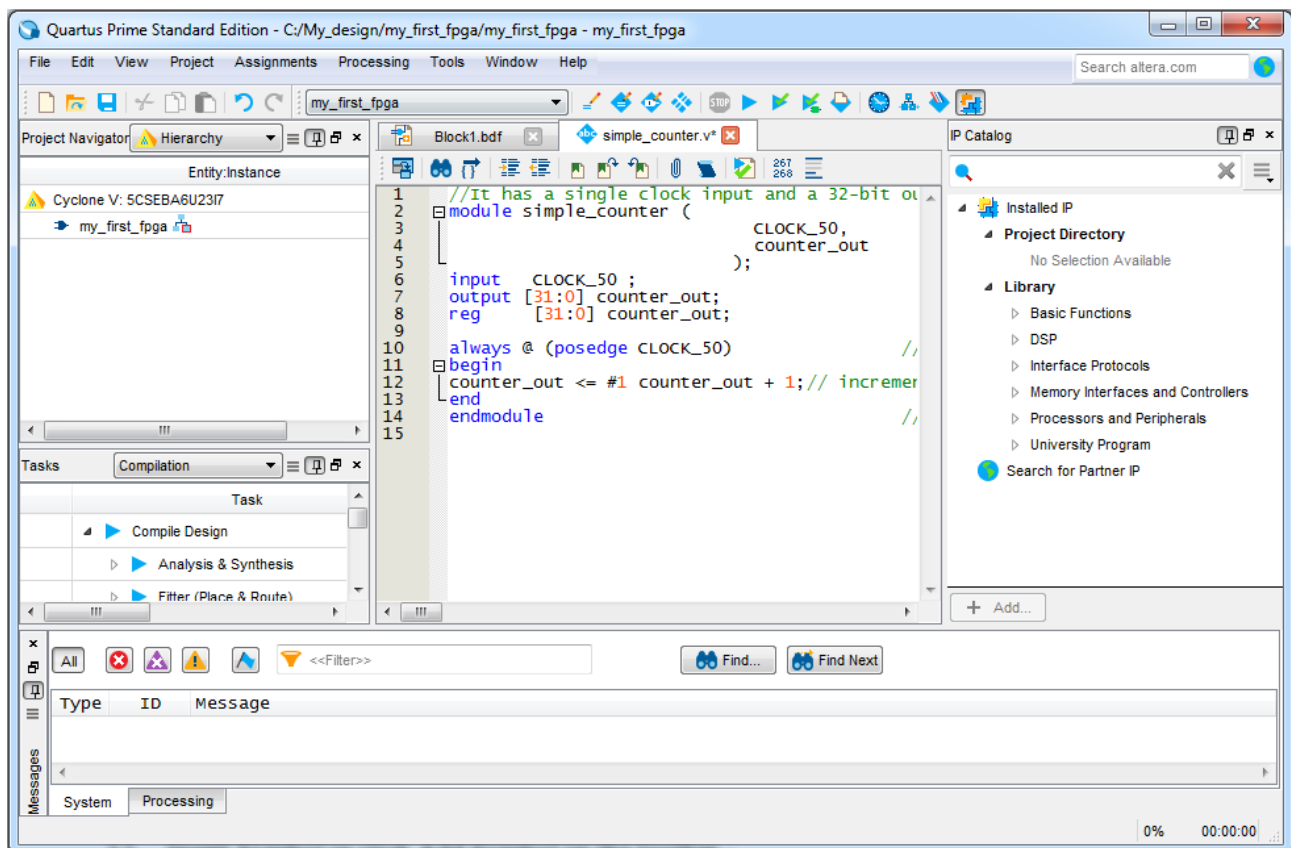 Quartus Prime Standard Edition - C:/My_design/my_first_fpga/my_first_fpga - my_first_fpga
File Edit View Project Assignments Processing Tools Window Help
Search altera.com
my_first_fpga
STOP
Project Navigator Hierarchy
Entity:Instance
Cyclone V: 5CSEBA6U23I7
my_first_fpga
Tasks Compilation
Task
Compile Design
Analysis & Synthesis
Fitter (Place & Route)
Block1.bdf
simple_counter.v*
267
268
1 //It has a single clock input and a 32-bit ou
2 module simple_counter (
3 CLOCK_50,
4 counter_out
5 );
6 input CLOCK_50 ;
7 output [31:0] counter_out;
8 reg [31:0] counter_out;
9
10 always @ (posedge CLOCK_50) //
11 begin
12 counter_out <= #1 counter_out + 1;// incremen
13 end
14 endmodule //
15
IP Catalog
Installed IP
Project Directory
No Selection Available
Library
Basic Functions
DSP
Interface Protocols
Memory Interfaces and Controllers
Processors and Peripherals
University Program
Search for Partner IP
+ Add...
All
<<Filter>>
Find...
Find Next
Type ID Message
Messages
System Processing
0% 00:00:00